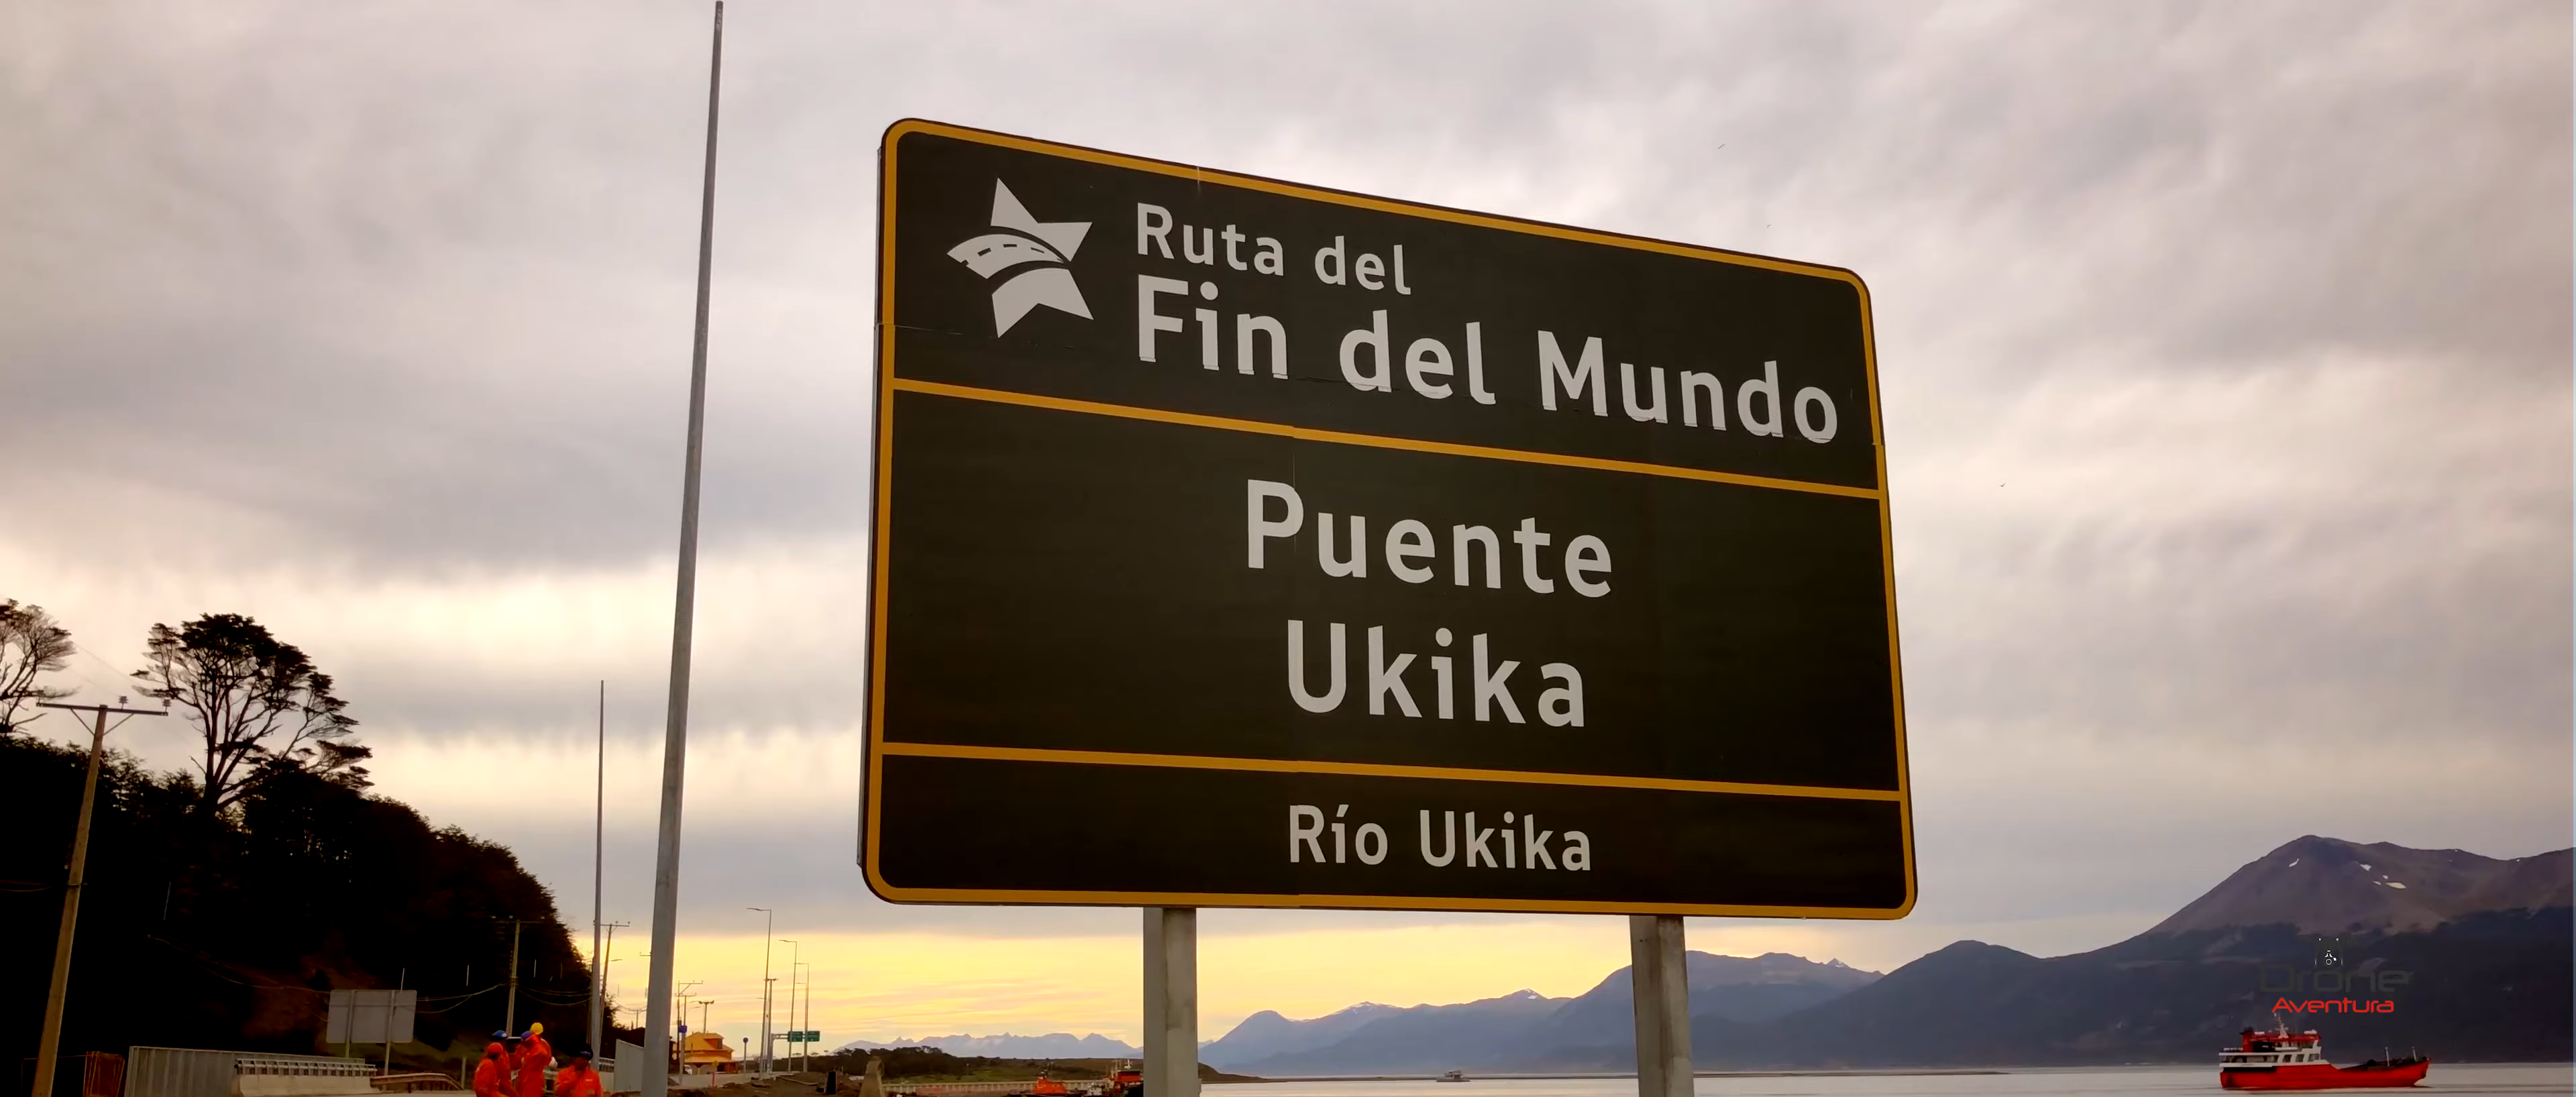 Ruta del
Fin del Mundo
Puente
Ukika
Río Ukika
Drone
Aventura